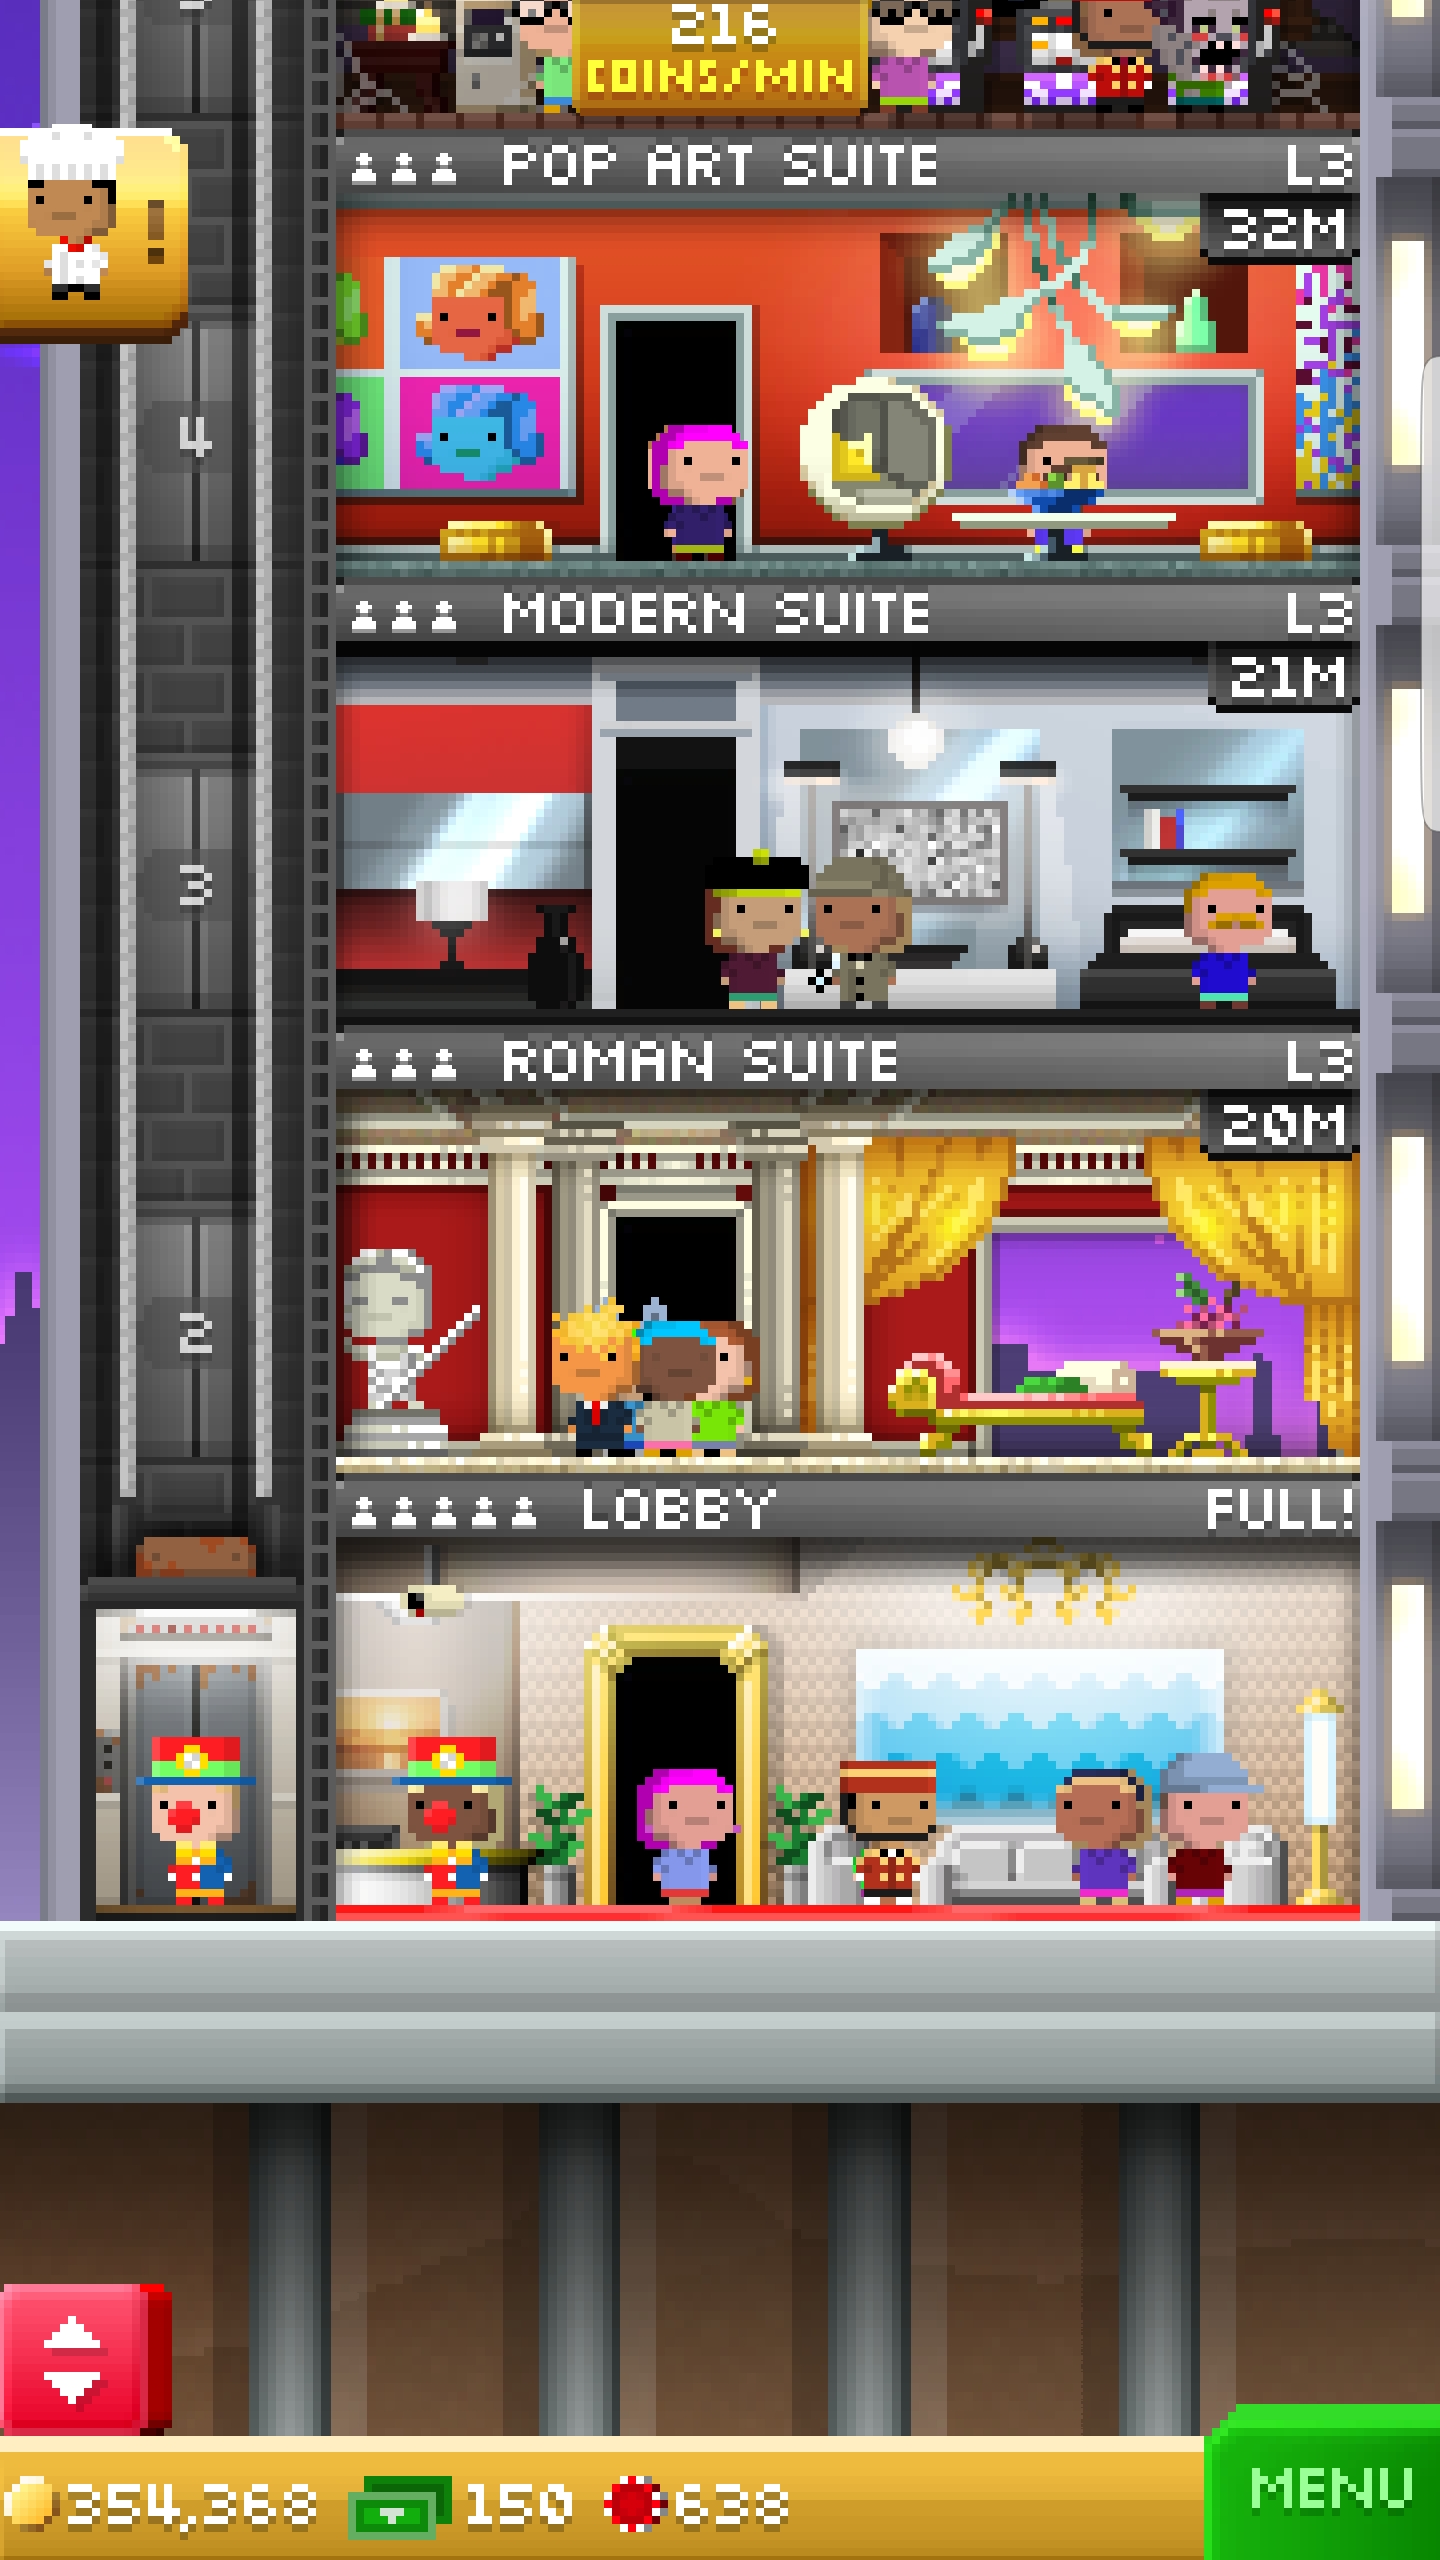 216
COINS/MIN
POP ART SUITE L3
32M
!
4
MODERN SUITE L3
21M
3
ROMAN SUITE L3
20M
2
LOBBY FULL!
354,368 150 638
MENU